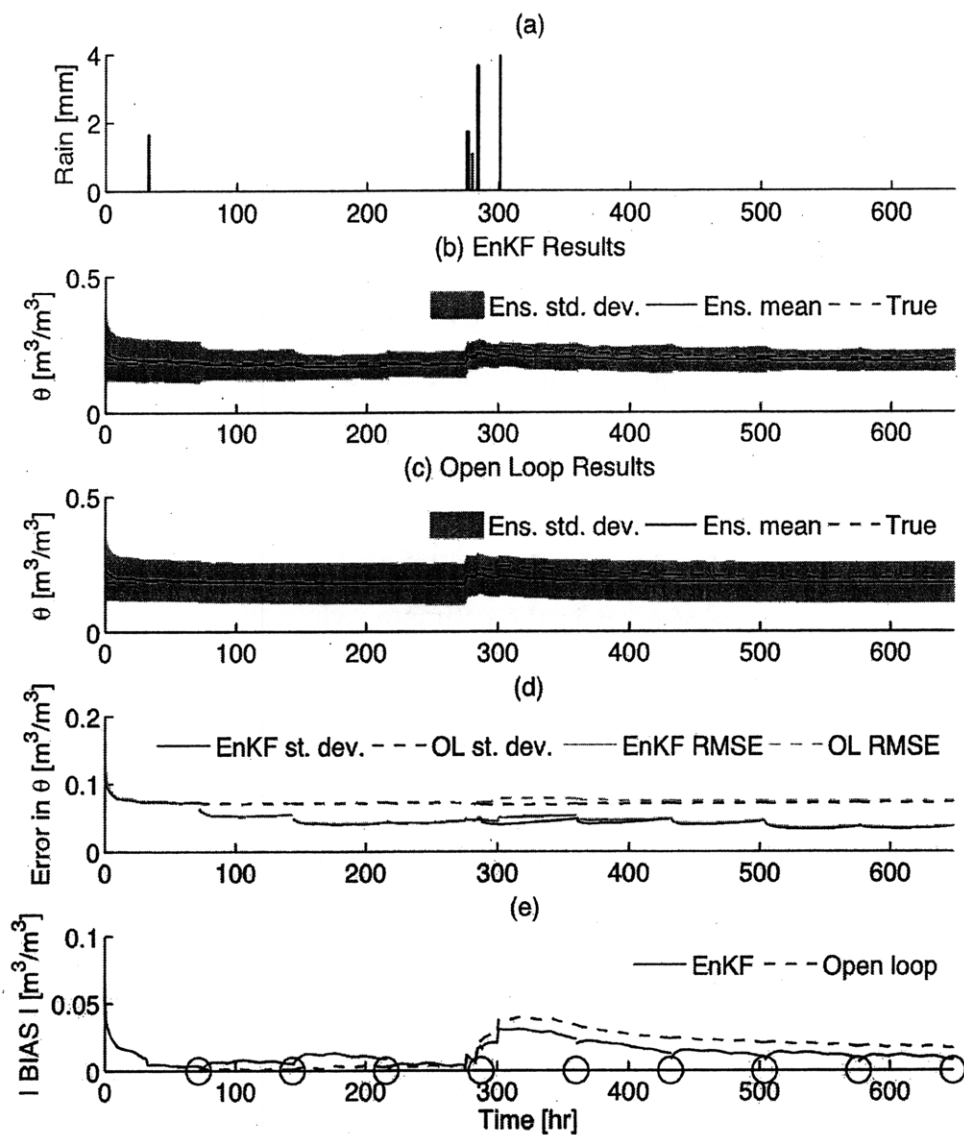 (a)
Rain [mm]
4
2
0
0 100 200 300 400 500 600
(b) EnKF Results
θ [m³/m³]
0.5
Ens. std. dev. Ens. mean True
0
0 100 200 300 400 500 600
(c) Open Loop Results
θ [m³/m³]
0.5
Ens. std. dev. Ens. mean True
0
0 100 200 300 400 500 600
(d)
Error in θ [m³/m³]
0.2
EnKF st. dev. OL st. dev. EnKF RMSE OL RMSE
0.1
0
0 100 200 300 400 500 600
(e)
| BIAS | [m³/m³]
0.1
EnKF Open loop
0.05
0
0 100 200 300 400 500 600
Time [hr]